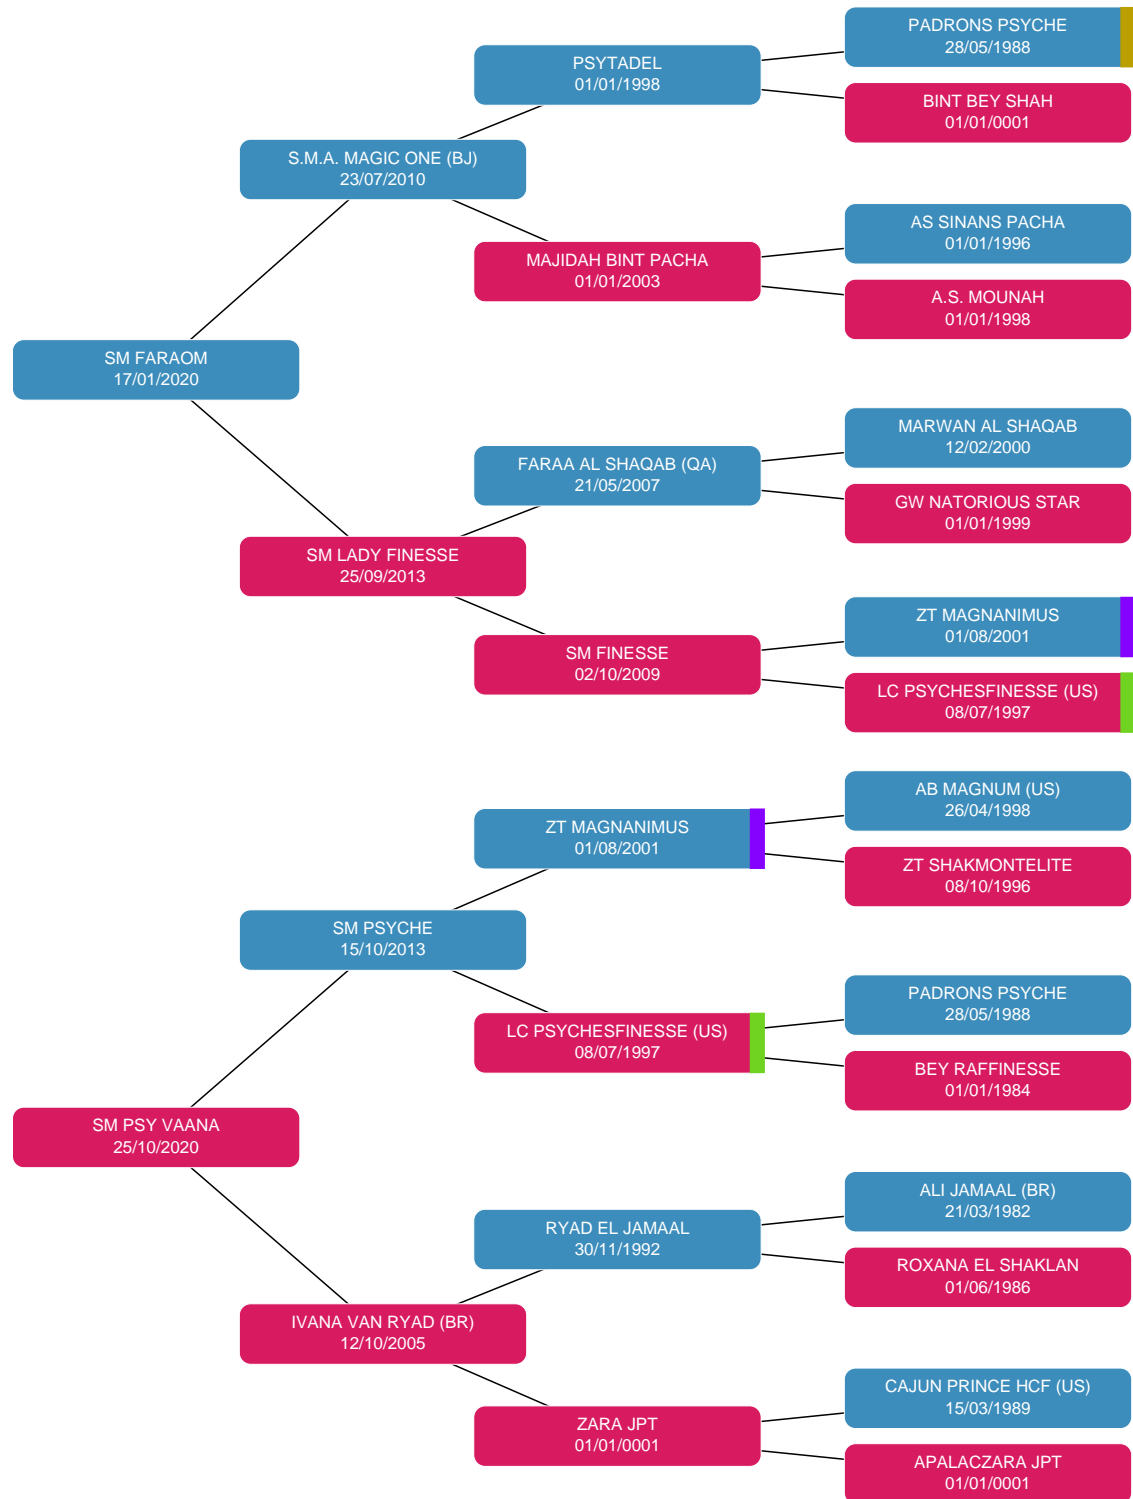 PADRONS PSYCHE
28/05/1988
PSYTADEL
01/01/1998
BINT BEY SHAH
01/01/0001
S.M.A. MAGIC ONE (BJ)
23/07/2010
AS SINANS PACHA
01/01/1996
MAJIDAH BINT PACHA
01/01/2003
A.S. MOUNAH
01/01/1998
SM FARAOM
17/01/2020
MARWAN AL SHAQAB
12/02/2000
FARAA AL SHAQAB (QA)
21/05/2007
GW NATORIOUS STAR
01/01/1999
SM LADY FINESSE
25/09/2013
ZT MAGNANIMUS
01/08/2001
SM FINESSE
02/10/2009
LC PSYCHESFINESSE (US)
08/07/1997
AB MAGNUM (US)
26/04/1998
ZT MAGNANIMUS
01/08/2001
ZT SHAKMONTELITE
08/10/1996
SM PSYCHE
15/10/2013
PADRONS PSYCHE
28/05/1988
LC PSYCHESFINESSE (US)
08/07/1997
BEY RAFFINESSE
01/01/1984
SM PSY VAANA
25/10/2020
ALI JAMAAL (BR)
21/03/1982
RYAD EL JAMAAL
30/11/1992
ROXANA EL SHAKLAN
01/06/1986
IVANA VAN RYAD (BR)
12/10/2005
CAJUN PRINCE HCF (US)
15/03/1989
ZARA JPT
01/01/0001
APALACZARA JPT
01/01/0001